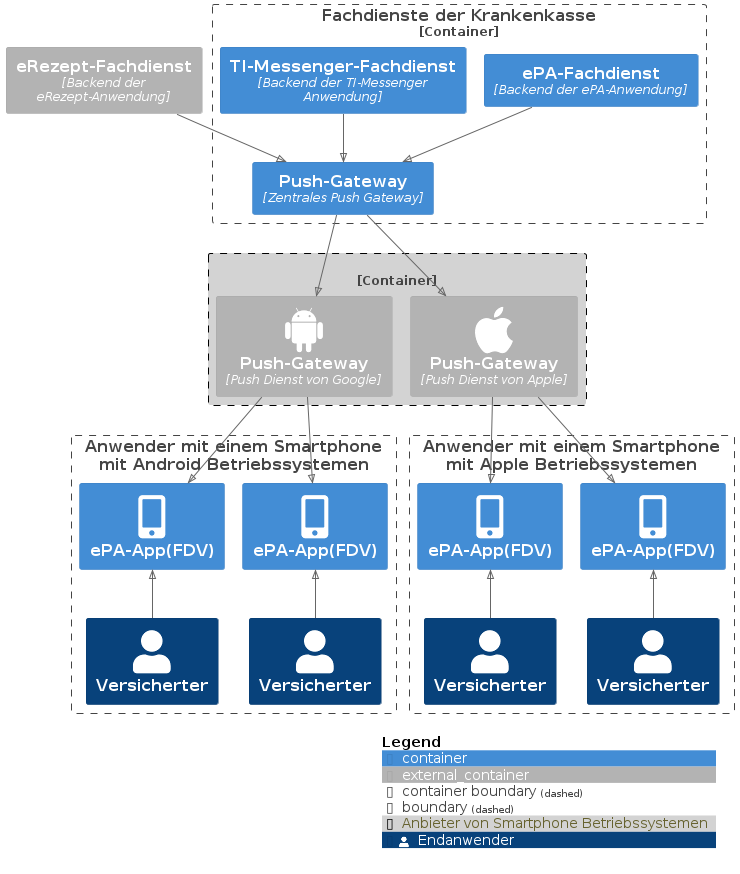 Fachdienste der Krankenkasse
[Container]
eRezept-Fachdienst
[Backend der
eRezept-Anwendung]
TI-Messenger-Fachdienst
[Backend der TI-Messenger
Anwendung]
ePA-Fachdienst
[Backend der ePA-Anwendung]
Push-Gateway
[Zentrales Push Gateway]
[Container]
Push-Gateway
[Push Dienst von Google]
Push-Gateway
[Push Dienst von Apple]
Anwender mit einem Smartphone
mit Android Betriebssystemen
ePA-App(FDV)
ePA-App(FDV)
Versicherter
Versicherter
Anwender mit einem Smartphone
mit Apple Betriebssystemen
ePA-App(FDV)
ePA-App(FDV)
Versicherter
Versicherter
Legend
container
external_container
container boundary (dashed)
boundary (dashed)
Anbieter von Smartphone Betriebssystemen
Endanwender